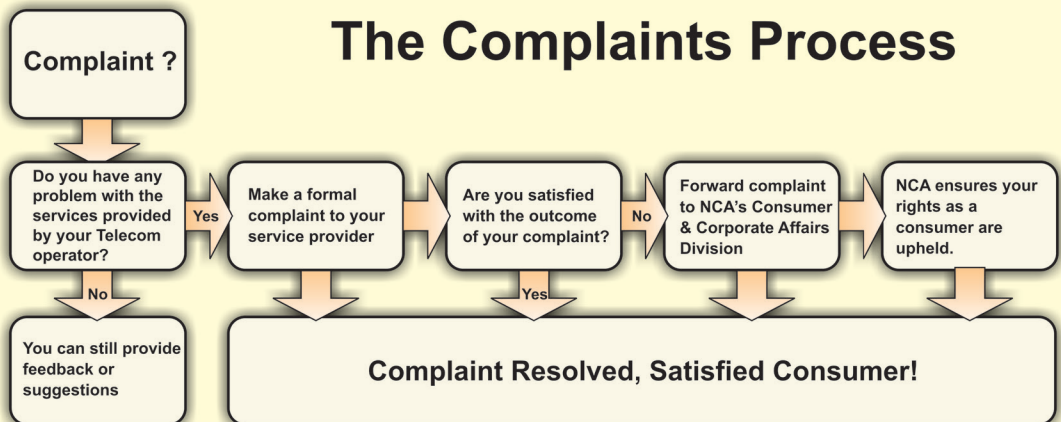 The Complaints Process
Complaint ?
Do you have any
problem with the
services provided
by your Telecom
operator?
Yes
Make a formal
complaint to your
service provider
Are you satisfied
with the outcome
of your complaint?
No
Forward complaint
to NCA's Consumer
& Corporate Affairs
Division
NCA ensures your
rights as a
consumer are
upheld.
No
Yes
You can still provide
feedback or
suggestions
Complaint Resolved, Satisfied Consumer!